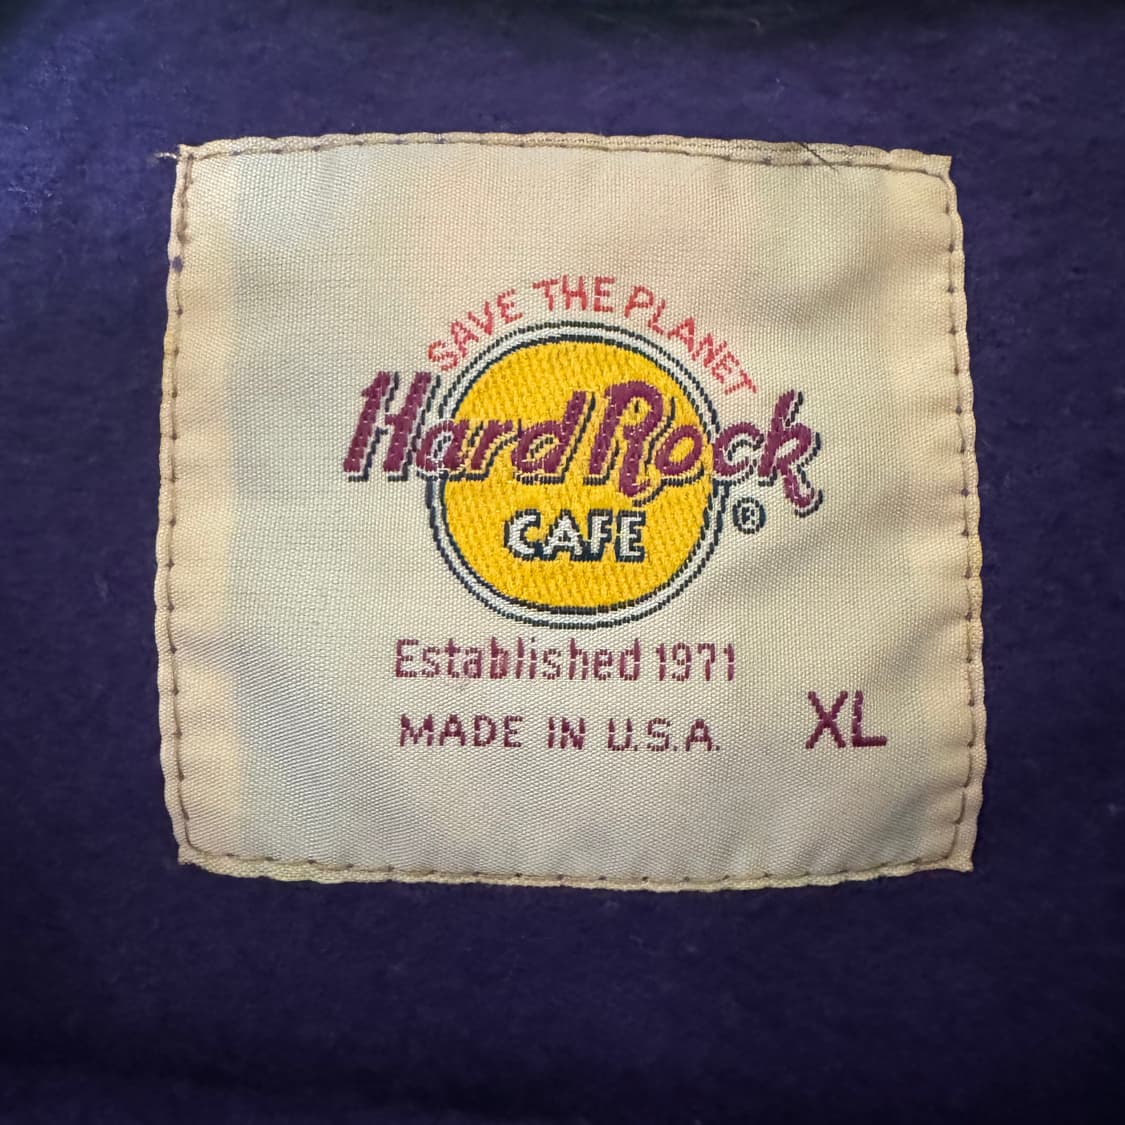 SAVE THE PLANET
Hard Rock
CAFE
®
Established 1971
MADE IN U.S.A.
XL